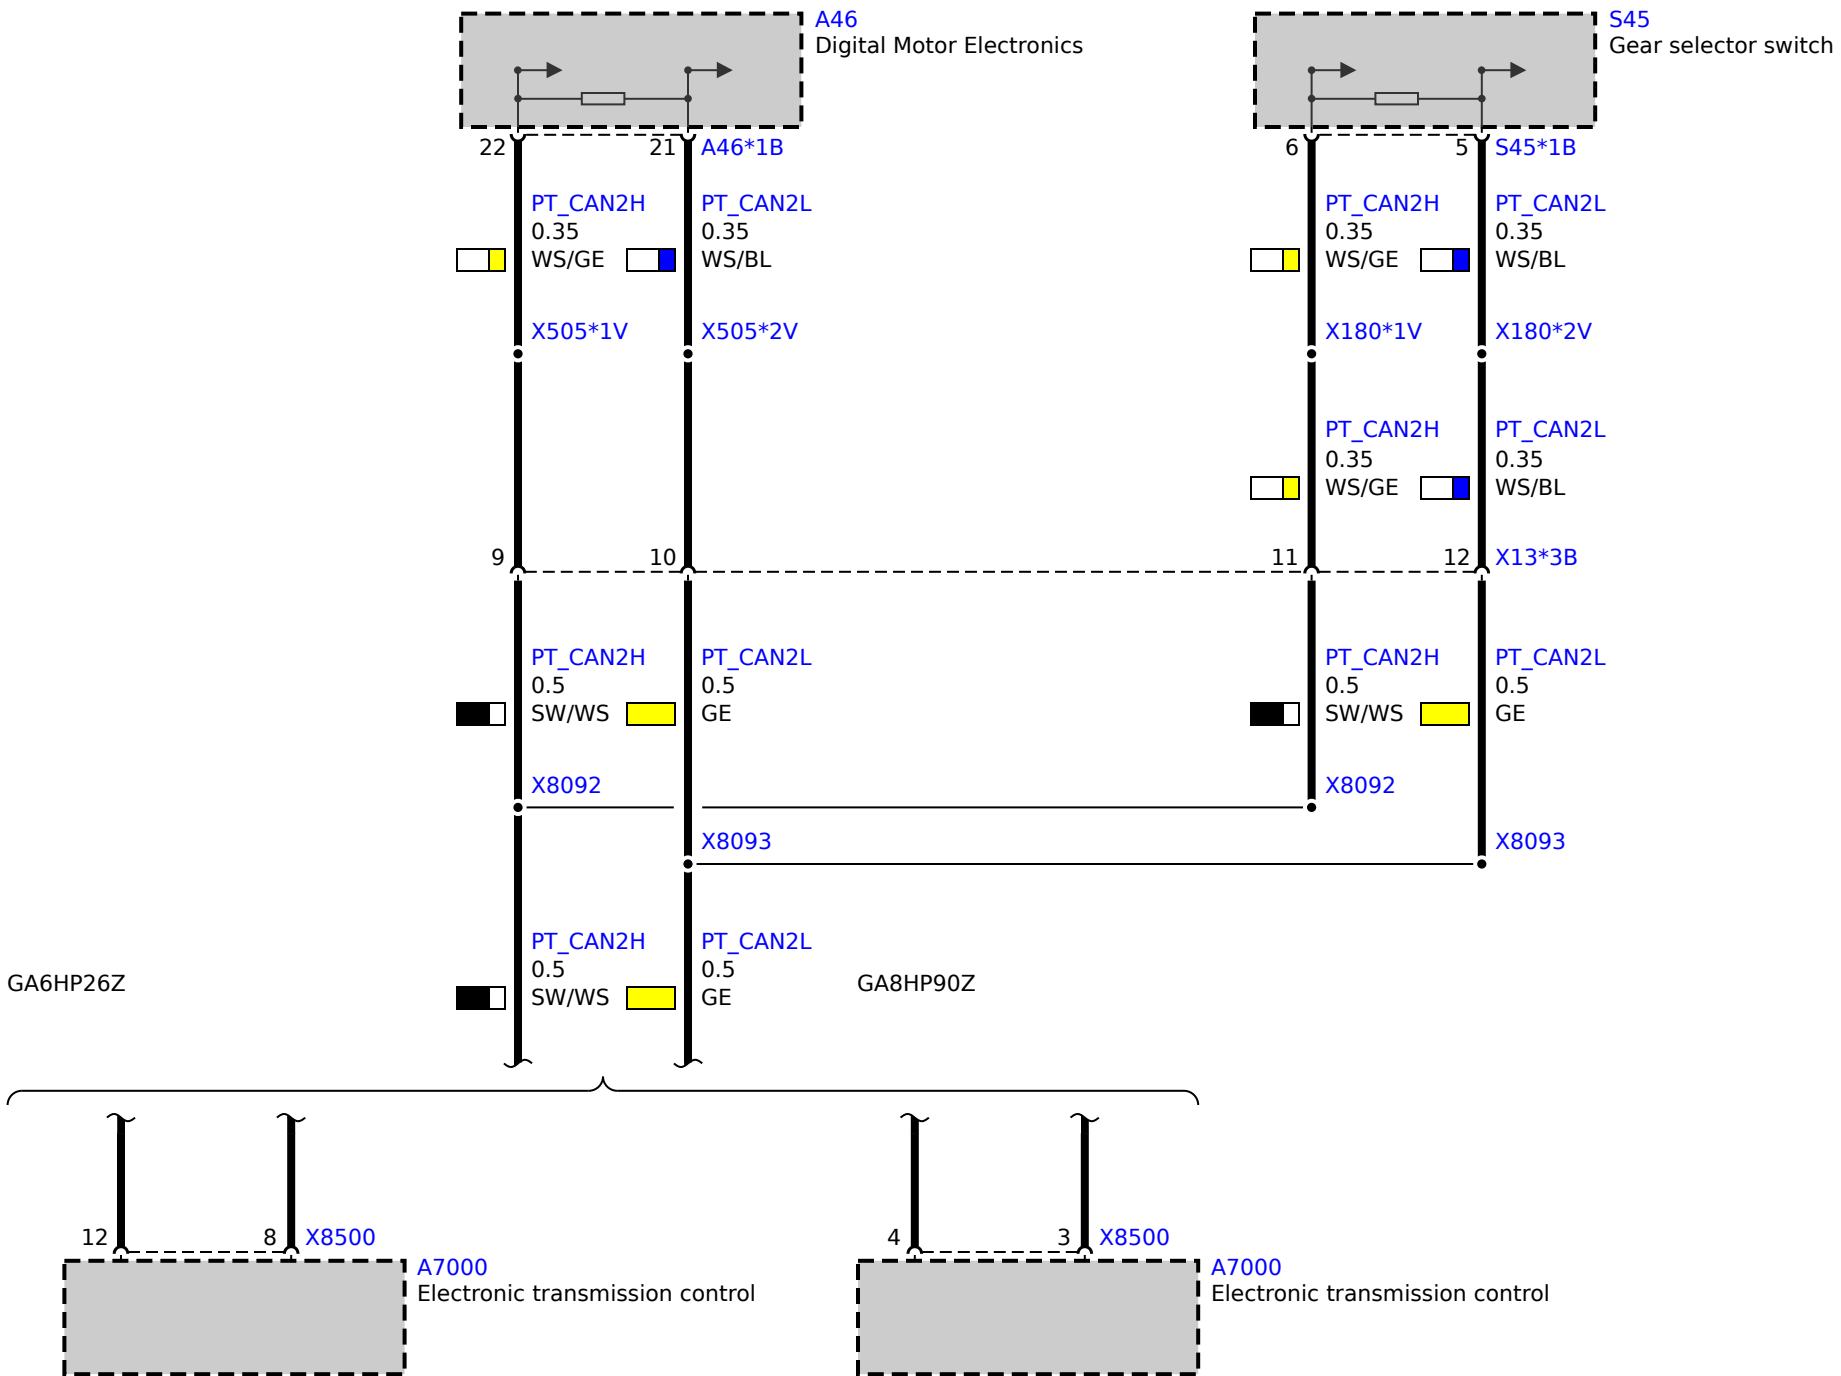 A46
Digital Motor Electronics
S45
Gear selector switch
22
21
A46*1B
6
5
S45*1B
PT_CAN2H
0.35
WS/GE
PT_CAN2L
0.35
WS/BL
PT_CAN2H
0.35
WS/GE
PT_CAN2L
0.35
WS/BL
X505*1V
X505*2V
X180*1V
X180*2V
PT_CAN2H
0.35
WS/GE
PT_CAN2L
0.35
WS/BL
9
10
11
12
X13*3B
PT_CAN2H
0.5
SW/WS
PT_CAN2L
0.5
GE
PT_CAN2H
0.5
SW/WS
PT_CAN2L
0.5
GE
X8092
X8092
X8093
X8093
PT_CAN2H
0.5
SW/WS
PT_CAN2L
0.5
GE
GA6HP26Z
GA8HP90Z
12
8
X8500
4
3
X8500
A7000
Electronic transmission control
A7000
Electronic transmission control